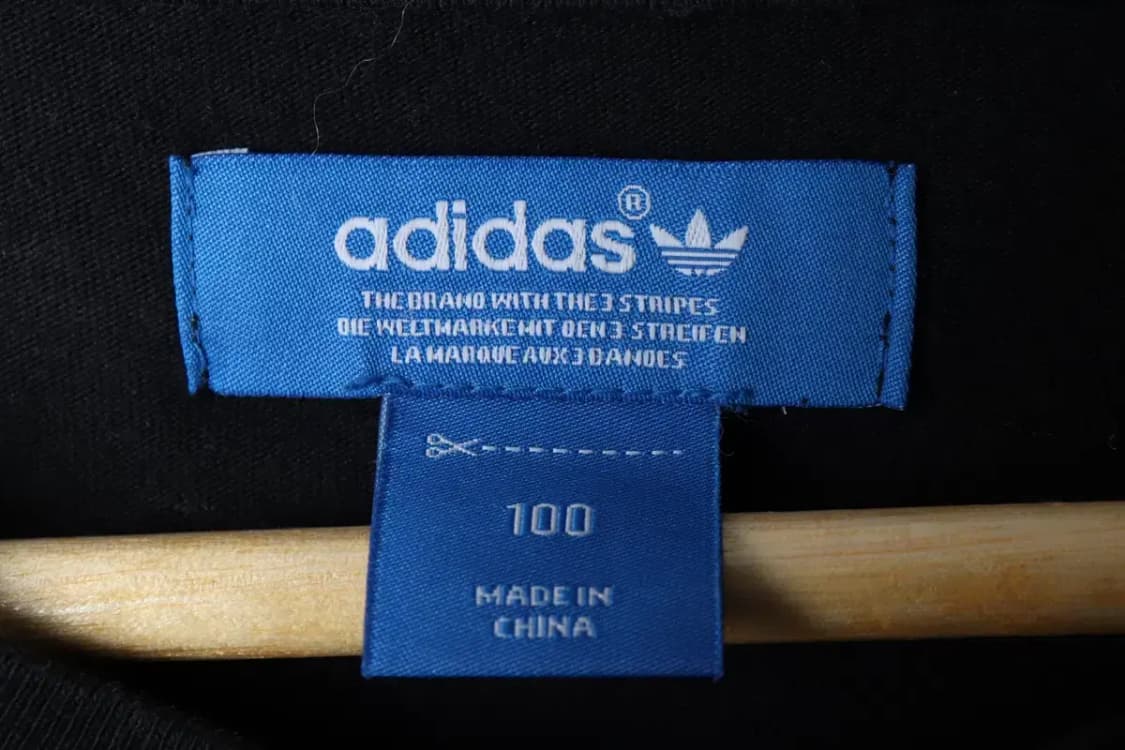 adidas®
THE BRAND WITH THE 3 STRIPES
DIE WELTMARKE MIT DEN 3 STREIFEN
LA MARQUE AUX 3 BANDES
100
MADE IN
CHINA